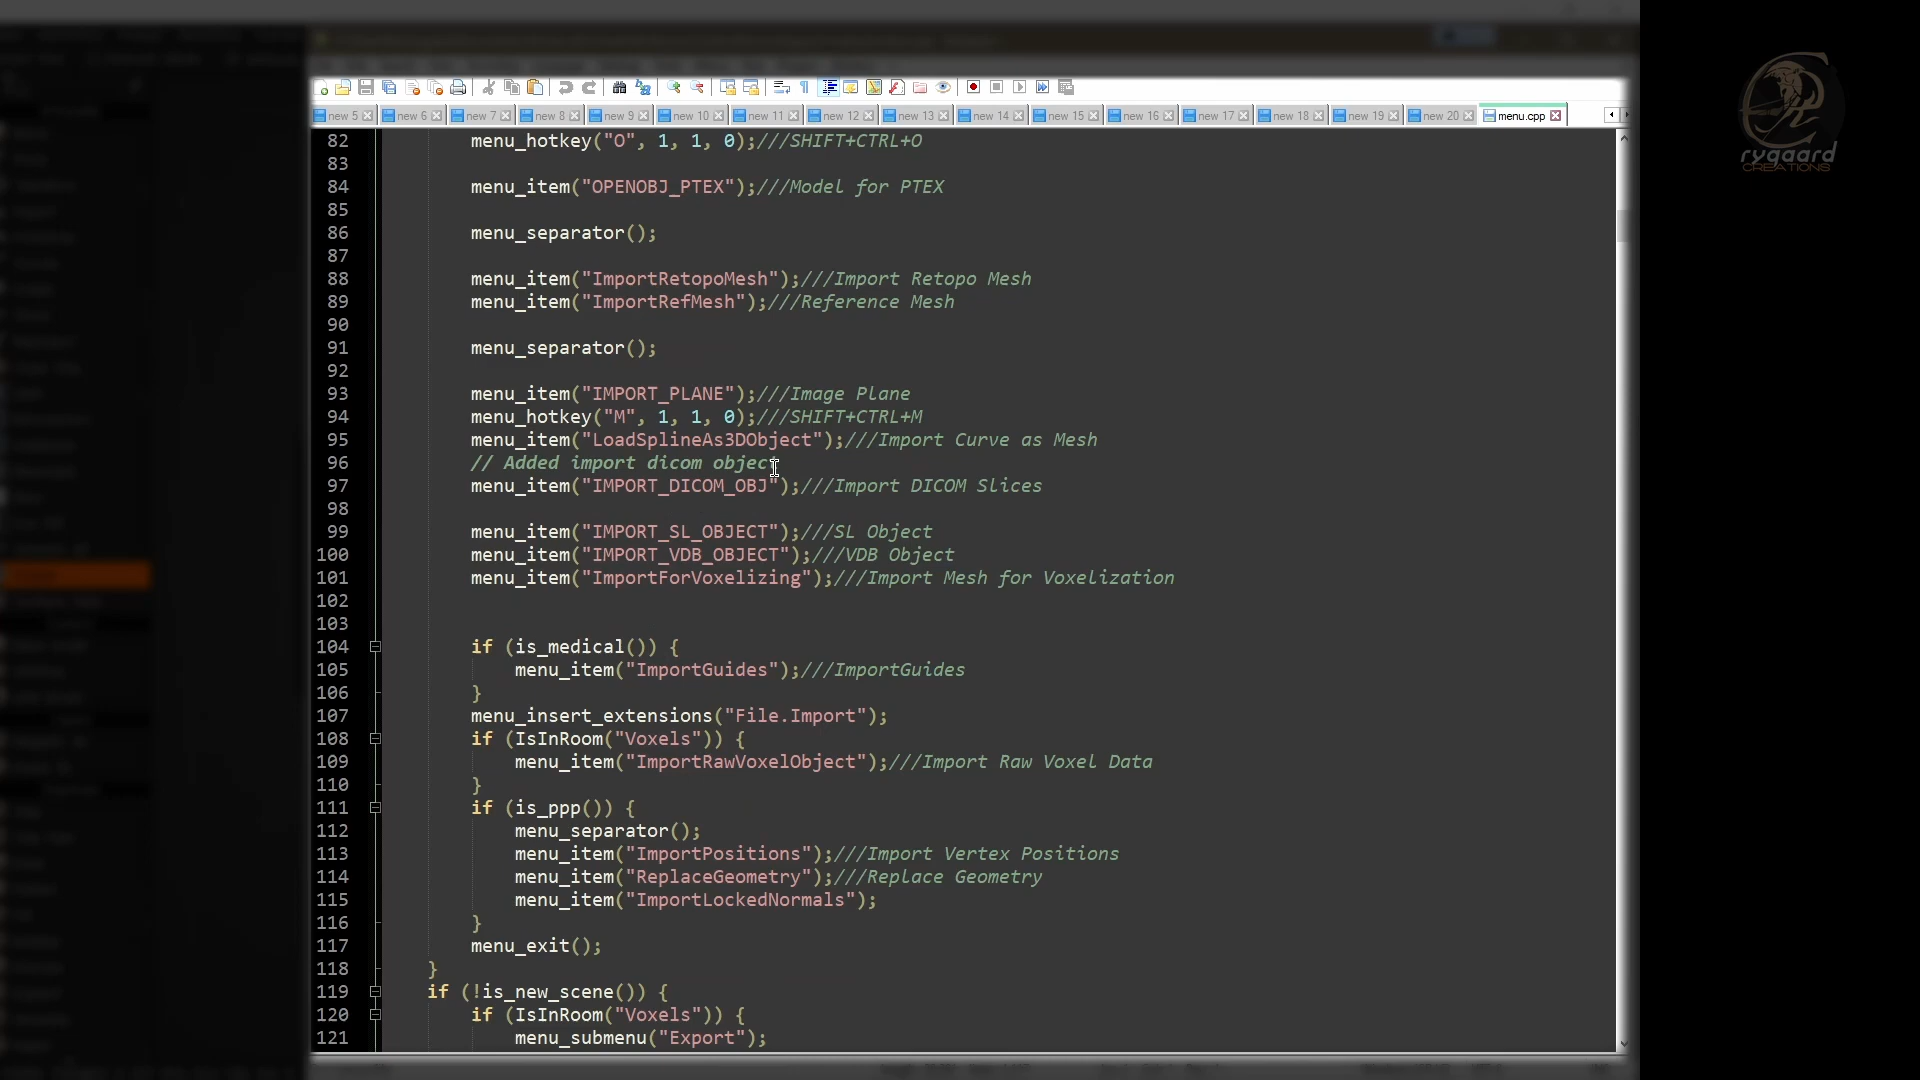 new 5 new 6 new 7 new 8 new 9 new 10 new 11 new 12 new 13 new 14 new 15 new 16 new 17 new 18 new 19 new 20 menu.cpp
rygaard
CREATIONS
82 menu_hotkey("O", 1, 1, 0);///SHIFT+CTRL+O
83
84 menu_item("OPENOBJ_PTEX");///Model for PTEX
85
86 menu_separator();
87
88 menu_item("ImportRetopoMesh");///Import Retopo Mesh
89 menu_item("ImportRefMesh");///Reference Mesh
90
91 menu_separator();
92
93 menu_item("IMPORT_PLANE");///Image Plane
94 menu_hotkey("M", 1, 1, 0);///SHIFT+CTRL+M
95 menu_item("LoadSplineAs3DObject");///Import Curve as Mesh
96 // Added import dicom object
97 menu_item("IMPORT_DICOM_OBJ");///Import DICOM Slices
98
99 menu_item("IMPORT_SL_OBJECT");///SL Object
100 menu_item("IMPORT_VDB_OBJECT");///VDB Object
101 menu_item("ImportForVoxelizing");///Import Mesh for Voxelization
102
103
104 if (is_medical()) {
105 menu_item("ImportGuides");///ImportGuides
106 }
107 menu_insert_extensions("File.Import");
108 if (IsInRoom("Voxels")) {
109 menu_item("ImportRawVoxelObject");///Import Raw Voxel Data
110 }
111 if (is_ppp()) {
112 menu_separator();
113 menu_item("ImportPositions");///Import Vertex Positions
114 menu_item("ReplaceGeometry");///Replace Geometry
115 menu_item("ImportLockedNormals");
116 }
117 menu_exit();
118 }
119 if (!is_new_scene()) {
120 if (IsInRoom("Voxels")) {
121 menu_submenu("Export");